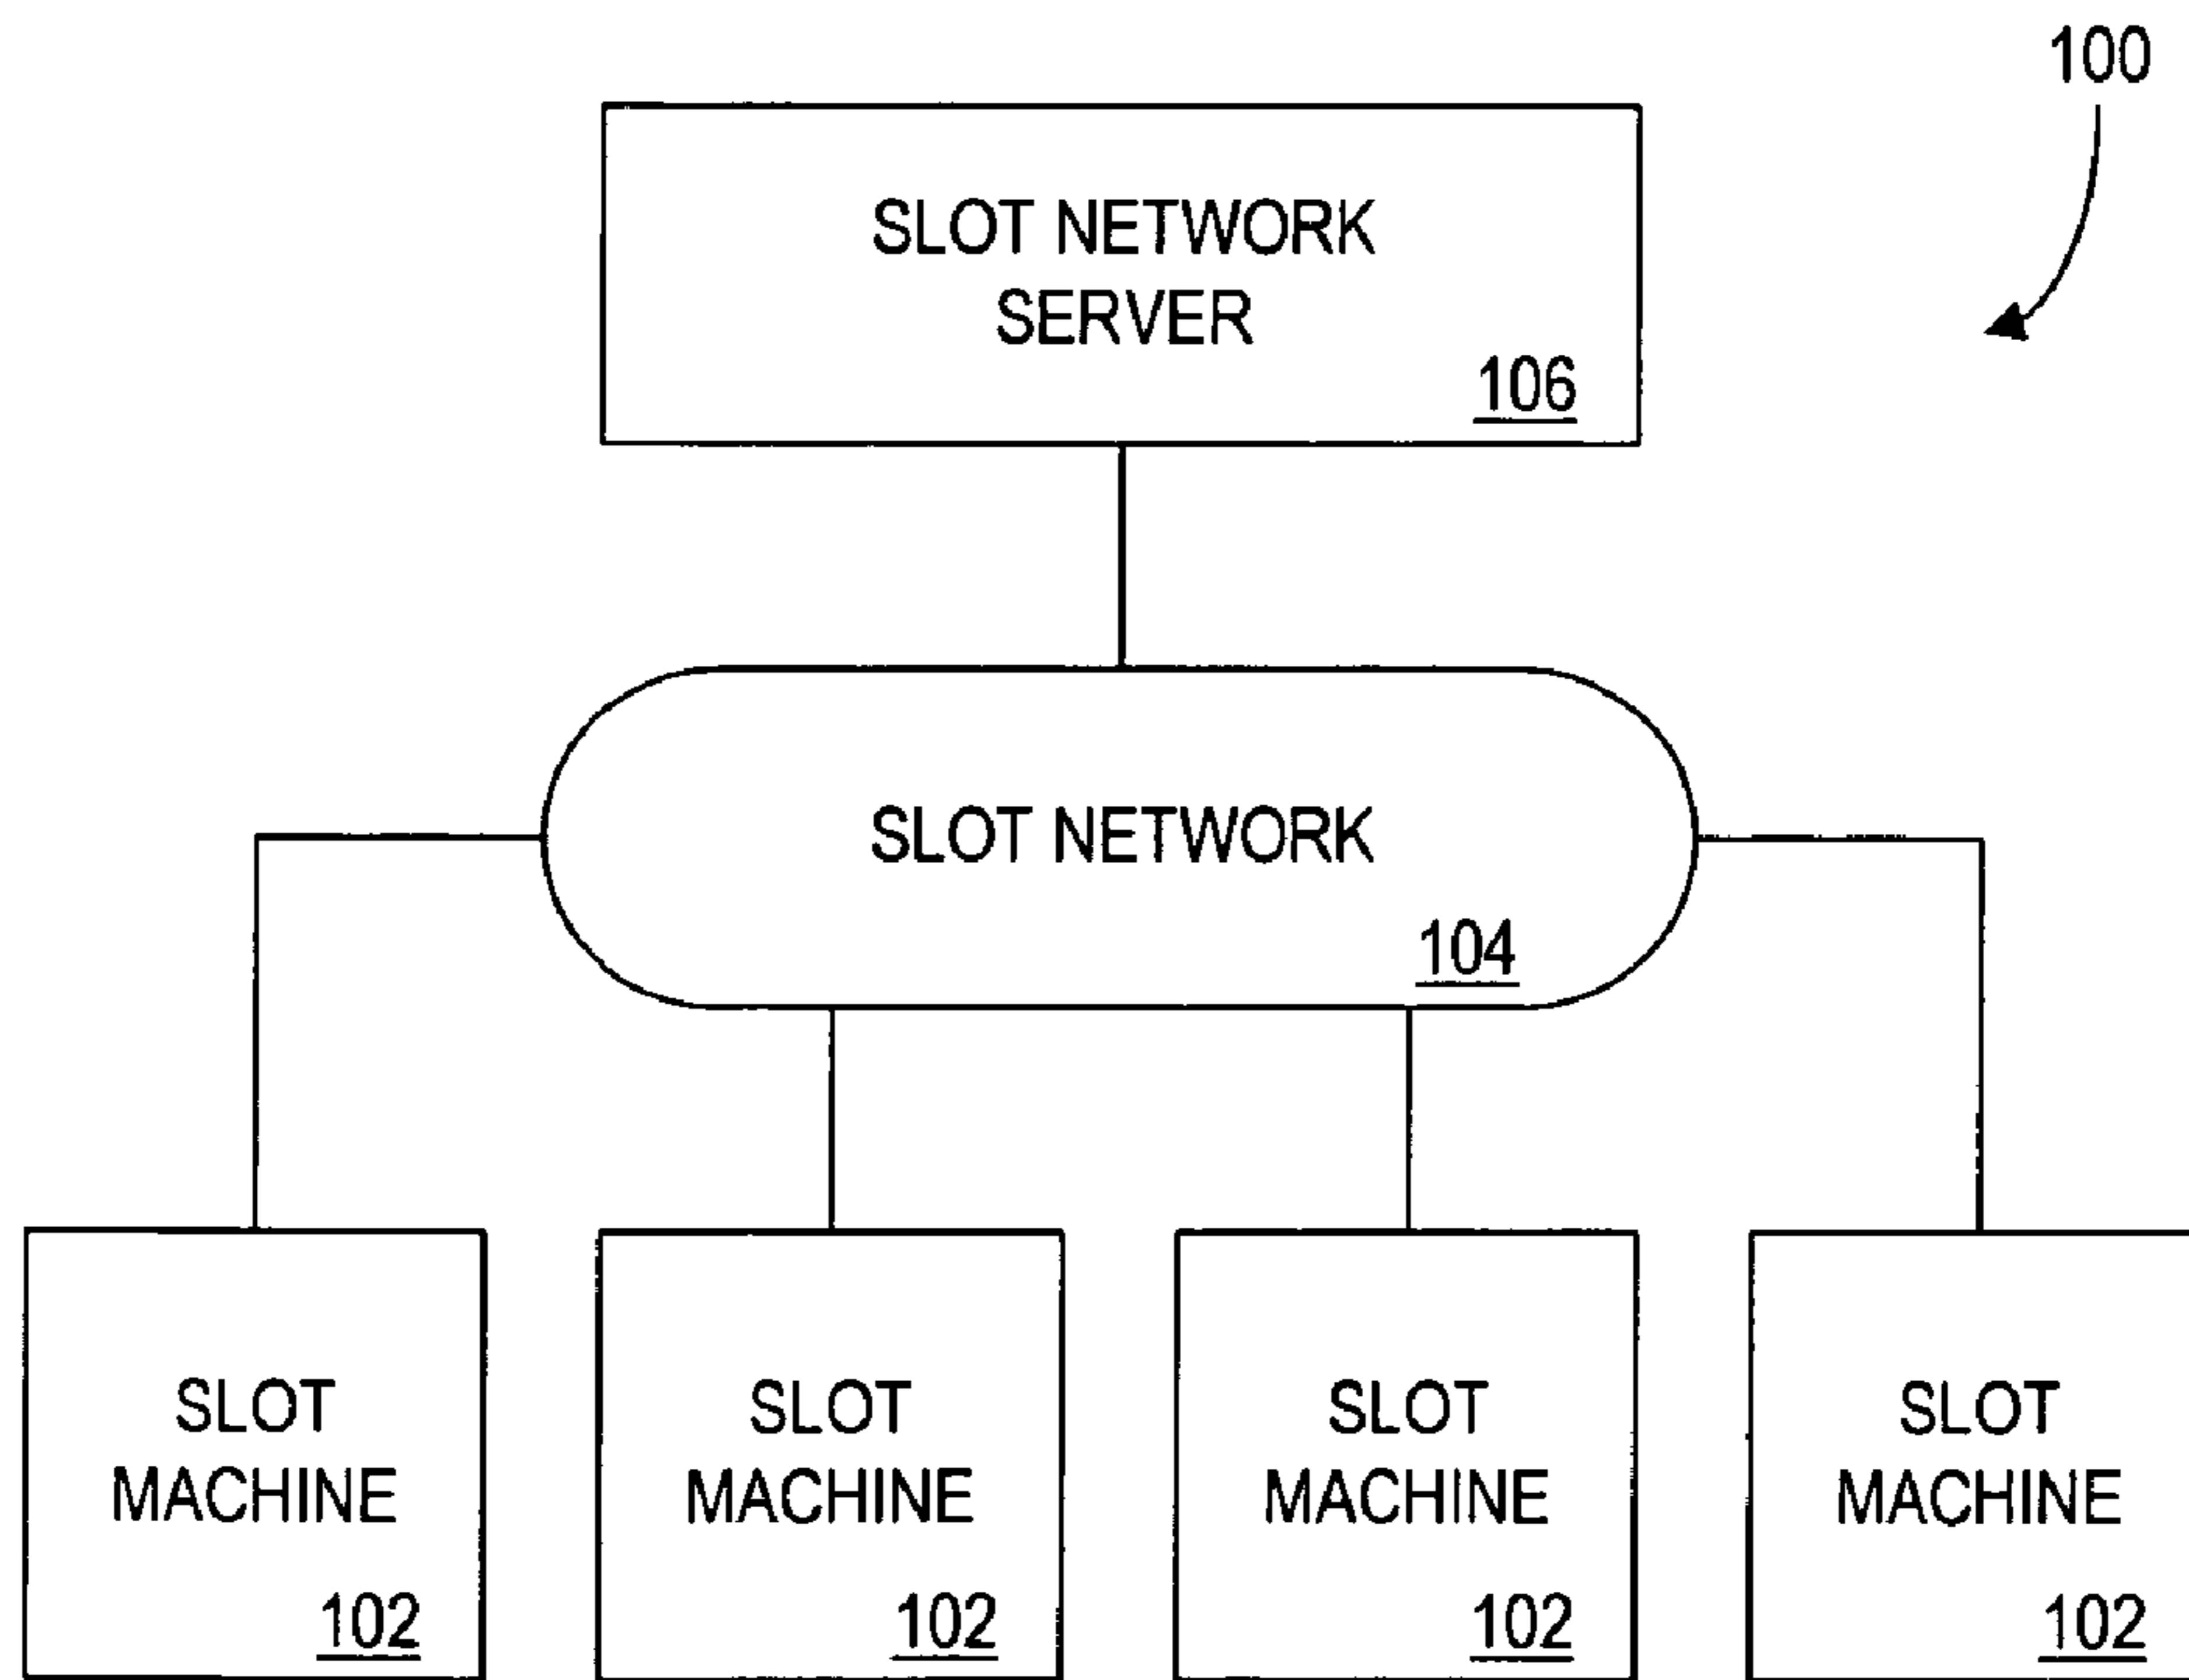 100
SLOT NETWORK
SERVER
106
SLOT NETWORK
104
SLOT
MACHINE
102
SLOT
MACHINE
102
SLOT
MACHINE
102
SLOT
MACHINE
102